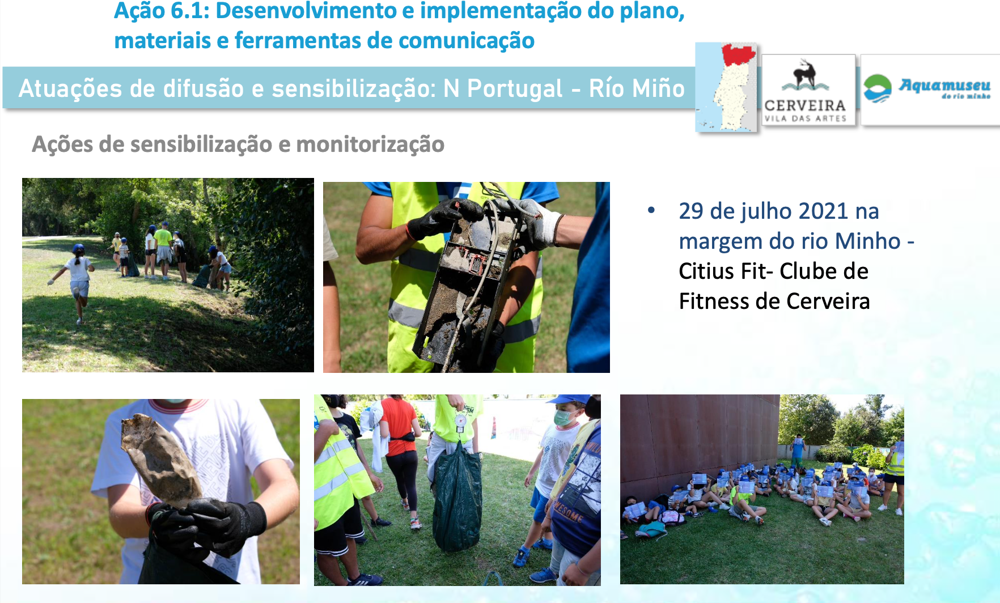 Ação 6.1: Desenvolvimento e implementação do plano,
materiais e ferramentas de comunicação
Atuações de difusão e sensibilização: N Portugal - Río Miño
CERVEIRA
VILA DAS ARTES
Aquamuseu
do rio minho
Ações de sensibilização e monitorização
• 29 de julho 2021 na
margem do rio Minho -
Citius Fit- Clube de
Fitness de Cerveira
AWESOME